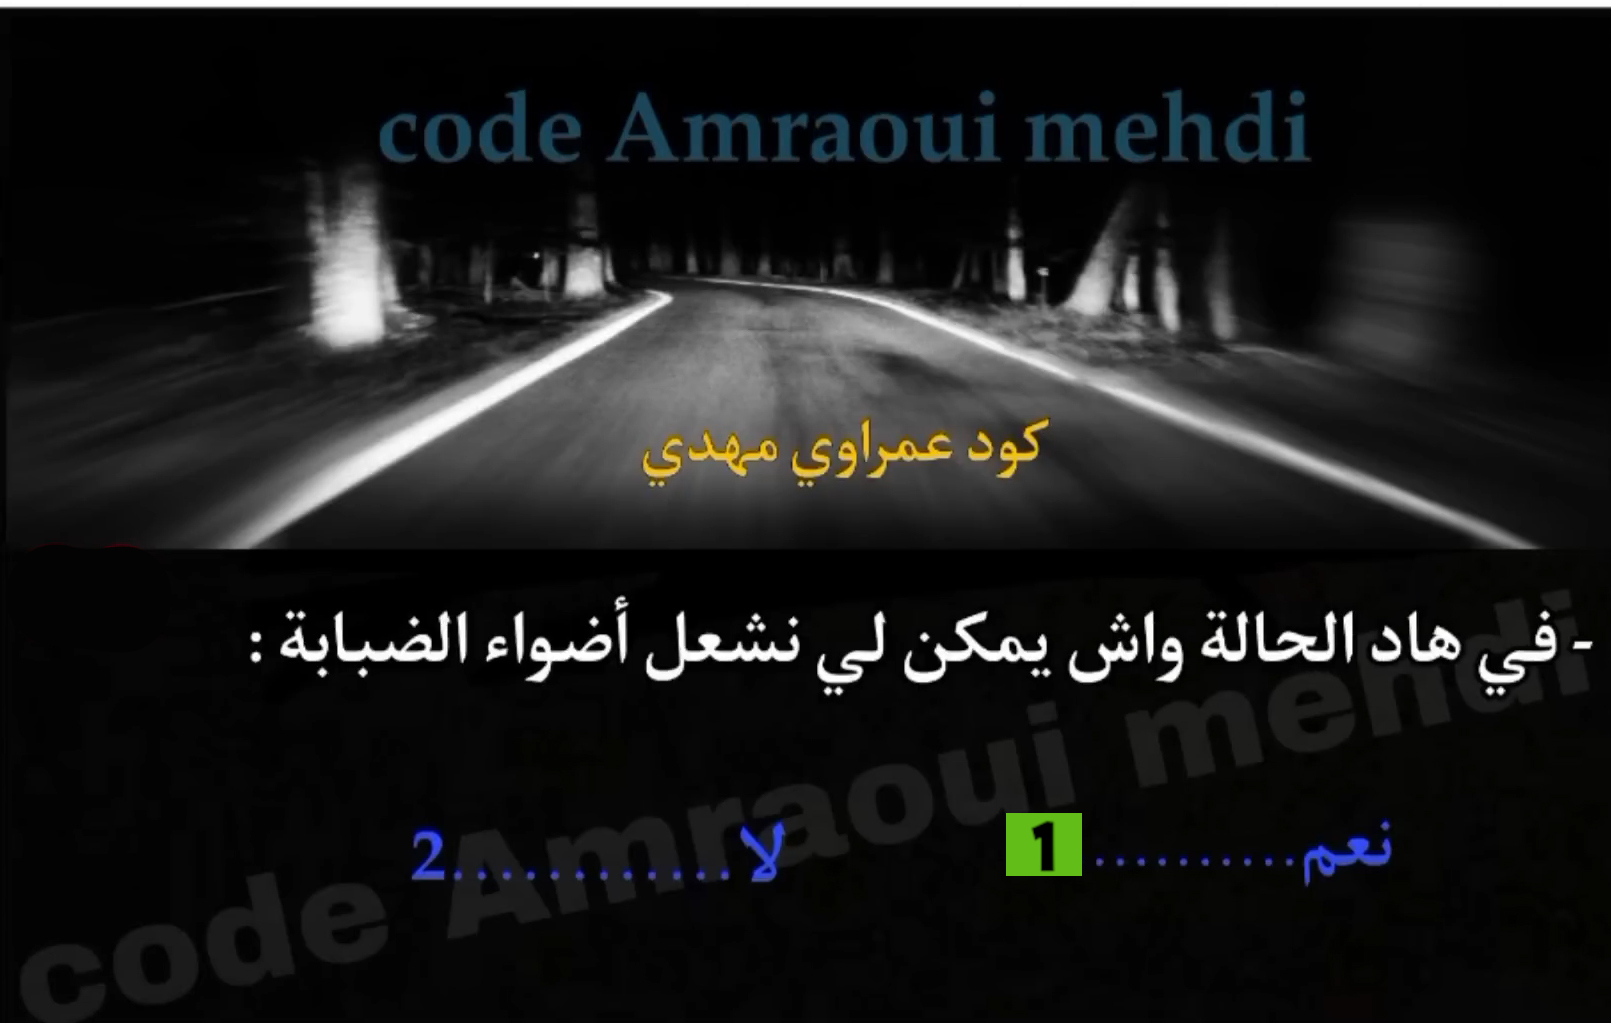 code Amraoui mehdi
كود عمراوي مهدي
- في هاد الحالة واش يمكن لي نشعل أضواء الضبابة :
نعم.......... 1
لا............2
code Amraoui mehdi